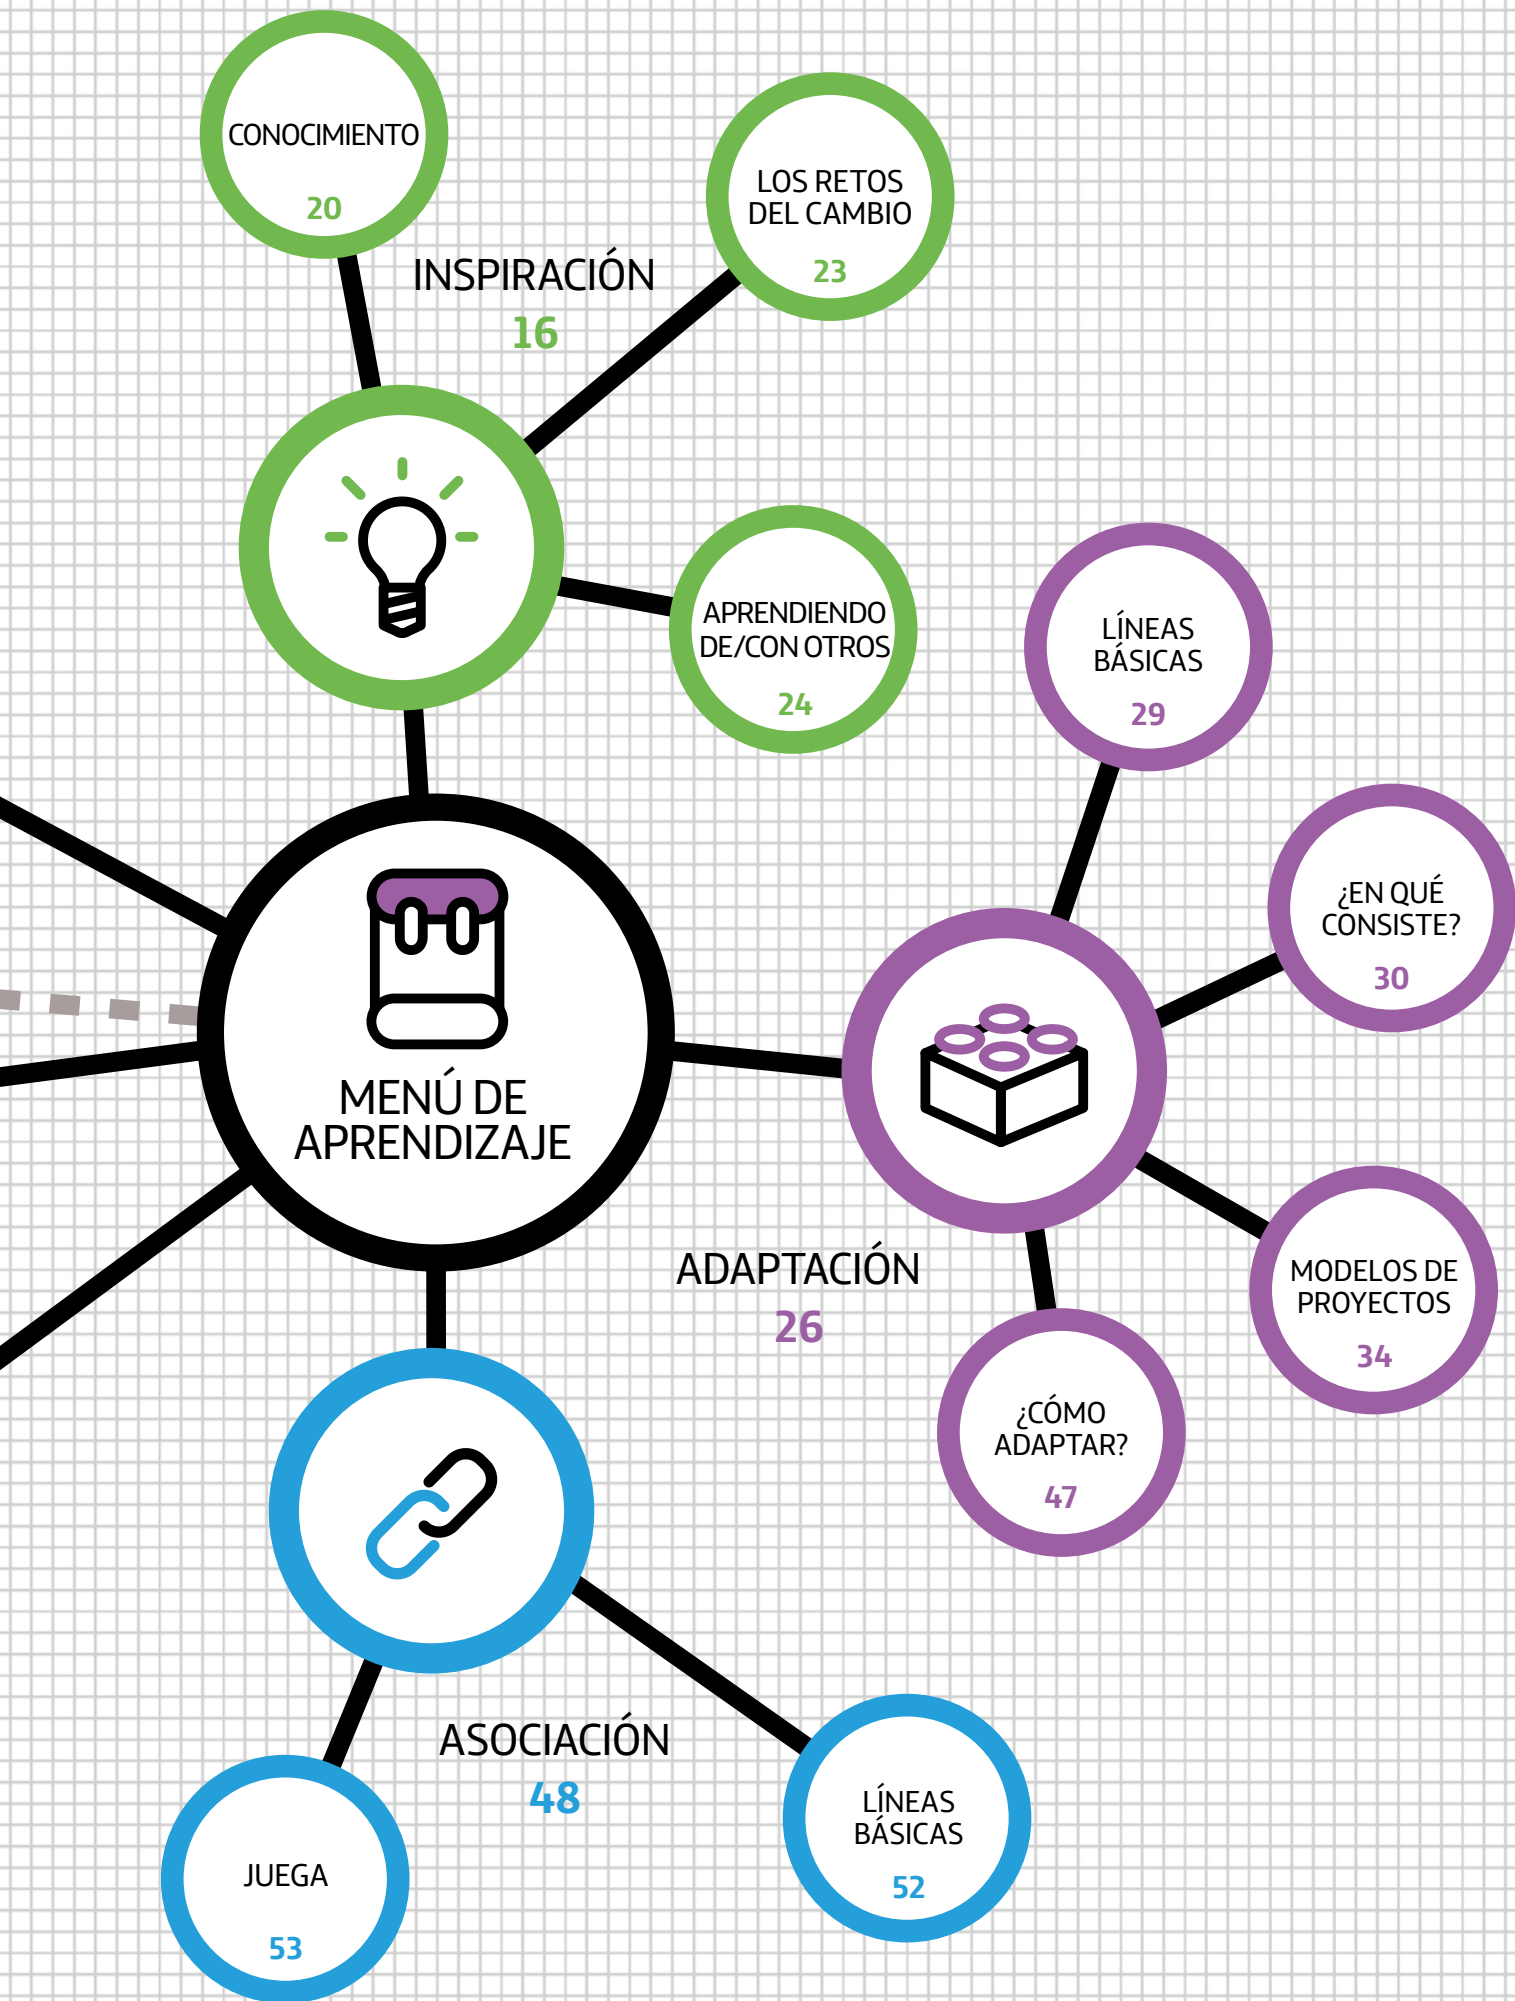 CONOCIMIENTO
20
LOS RETOS
DEL CAMBIO
23
INSPIRACIÓN
16
APRENDIENDO
DE/CON OTROS
24
LÍNEAS
BÁSICAS
29
¿EN QUÉ
CONSISTE?
30
MENÚ DE
APRENDIZAJE
ADAPTACIÓN
26
MODELOS DE
PROYECTOS
34
¿CÓMO
ADAPTAR?
47
ASOCIACIÓN
48
LÍNEAS
BÁSICAS
52
JUEGA
53